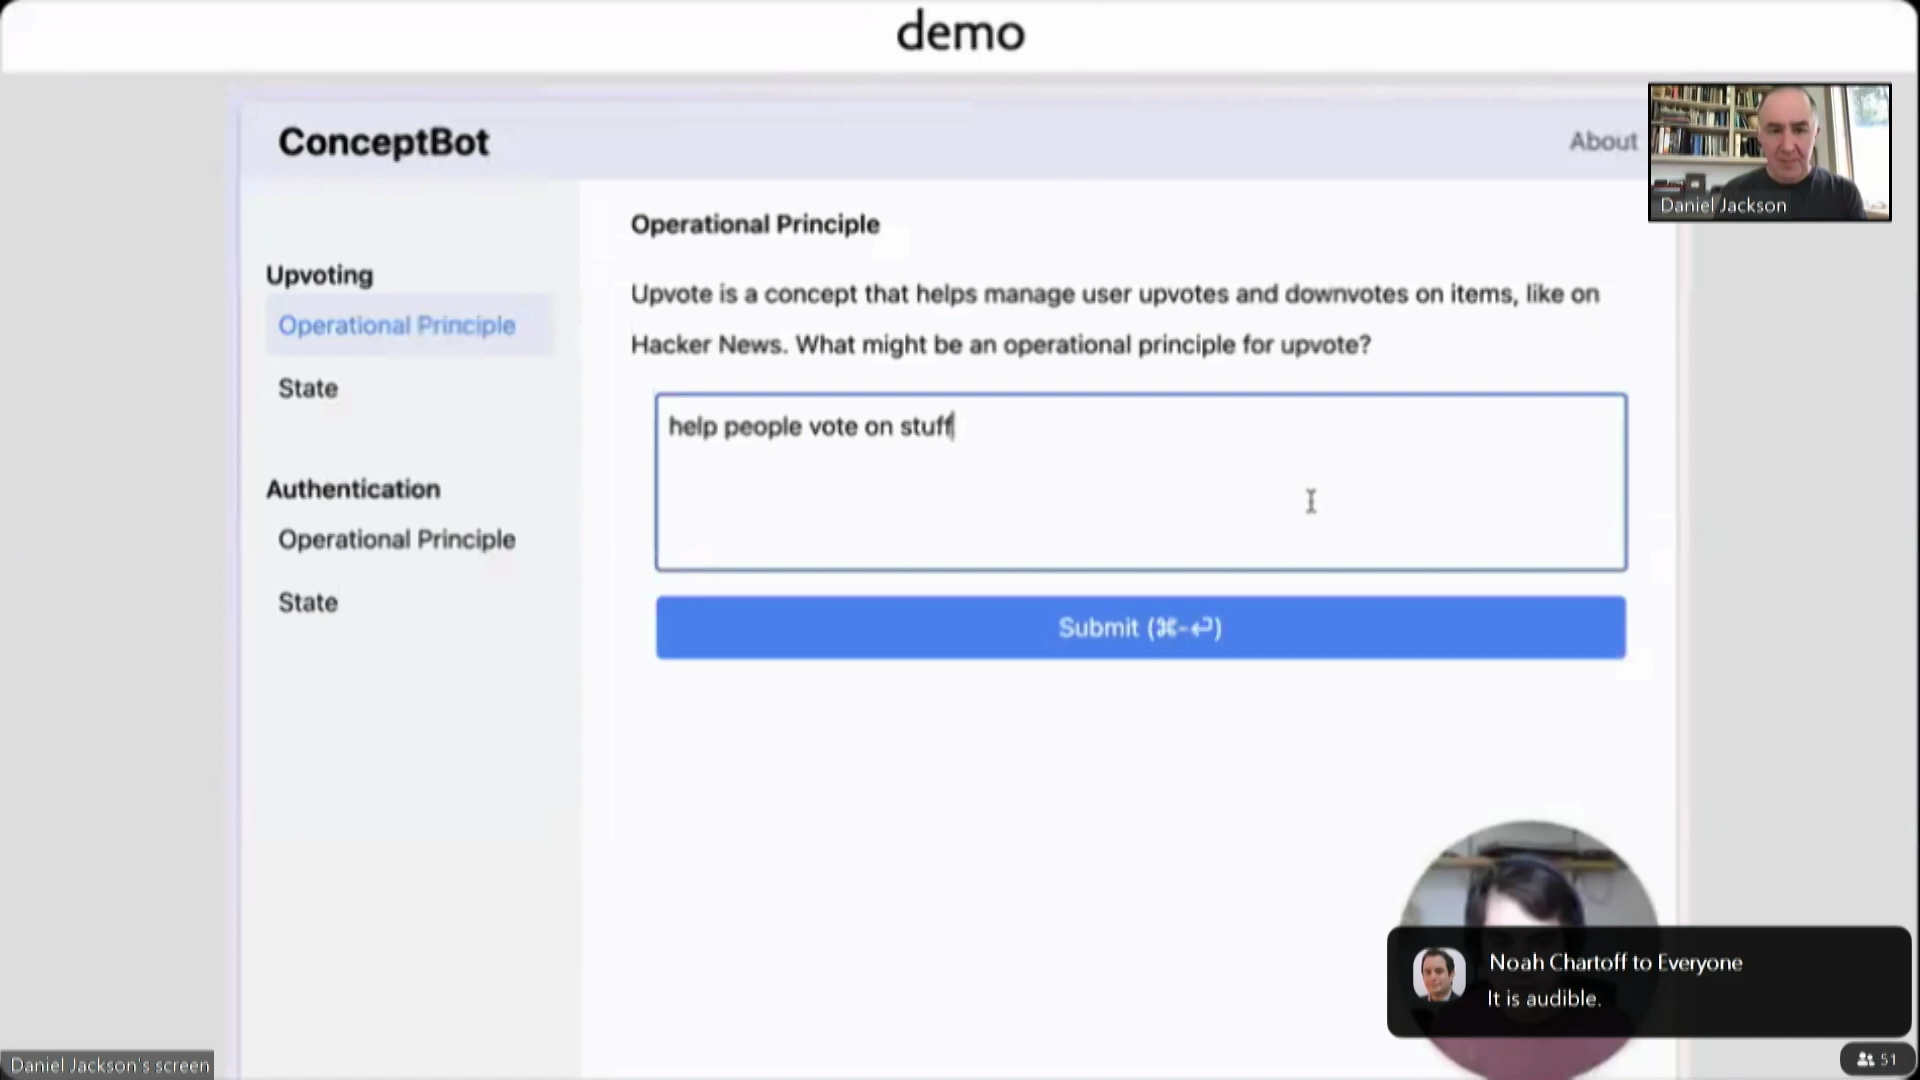 demo
ConceptBot
About
Daniel Jackson
Upvoting
Operational Principle
State
Authentication
Operational Principle
State
Operational Principle
Upvote is a concept that helps manage user upvotes and downvotes on items, like on
Hacker News. What might be an operational principle for upvote?
help people vote on stuff
Submit (⌘-⏎)
Noah Chartoff to Everyone
It is audible.
Daniel Jackson's screen
51